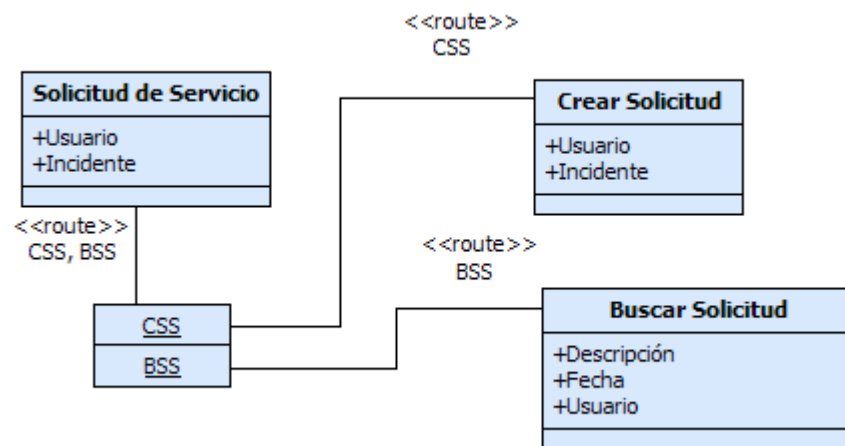 <<route>>
CSS
Solicitud de Servicio
+Usuario
+Incidente
Crear Solicitud
+Usuario
+Incidente
<<route>>
CSS, BSS
<<route>>
BSS
CSS
BSS
Buscar Solicitud
+Descripción
+Fecha
+Usuario